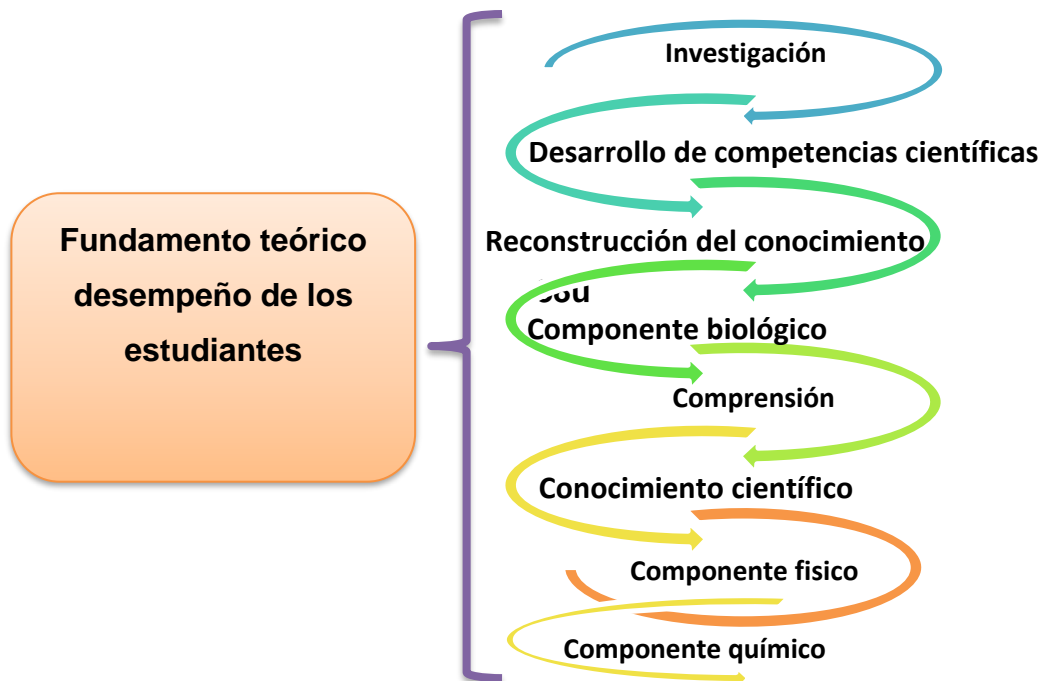 Fundamento teórico
desempeño de los
estudiantes
Investigación
Desarrollo de competencias científicas
Reconstrucción del conocimiento
Componente biológico
Comprensión
Conocimiento científico
Componente fisico
Componente químico